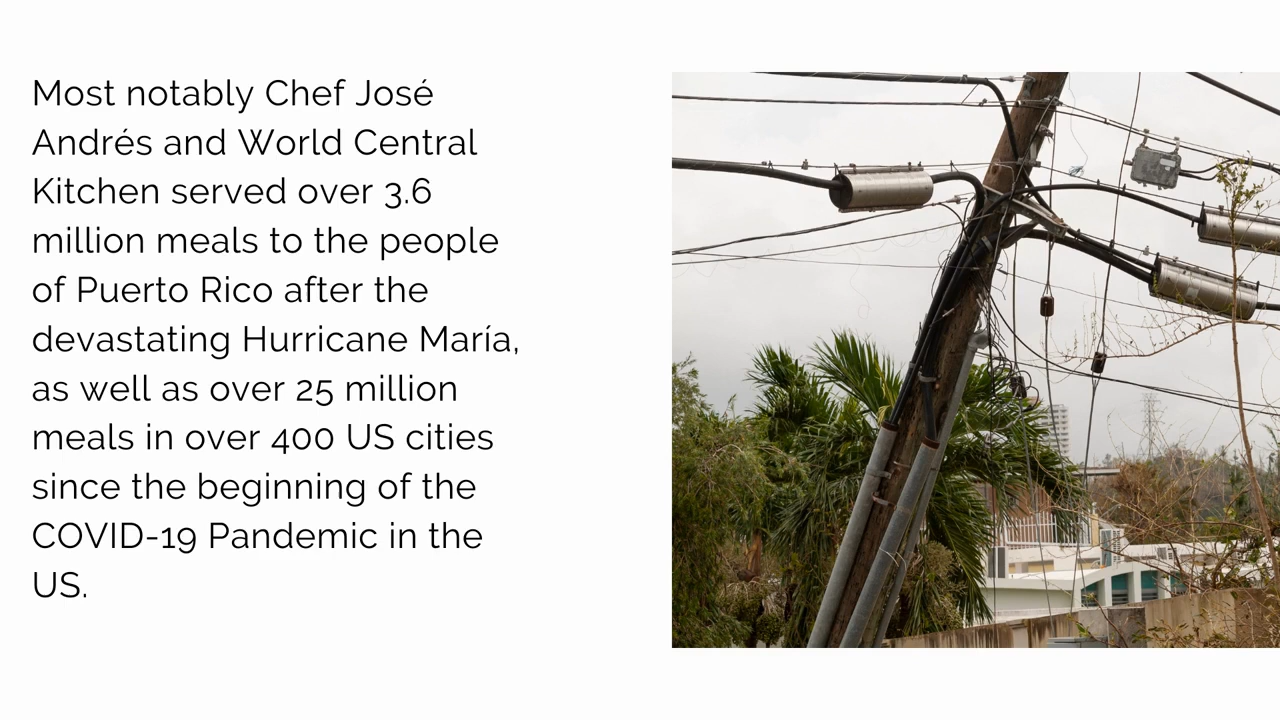 Most notably Chef José
Andrés and World Central
Kitchen served over 3.6
million meals to the people
of Puerto Rico after the
devastating Hurricane María,
as well as over 25 million
meals in over 400 US cities
since the beginning of the
COVID-19 Pandemic in the
US.